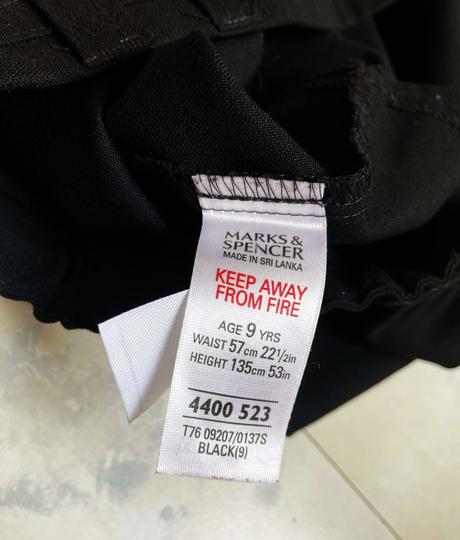 MARKS &
SPENCER
MADE IN SRI LANKA
KEEP AWAY
FROM FIRE
AGE 9 YRS
WAIST 57cm 22½in
HEIGHT 135cm 53in
4400 523
T76 09207/0137S
BLACK(9)